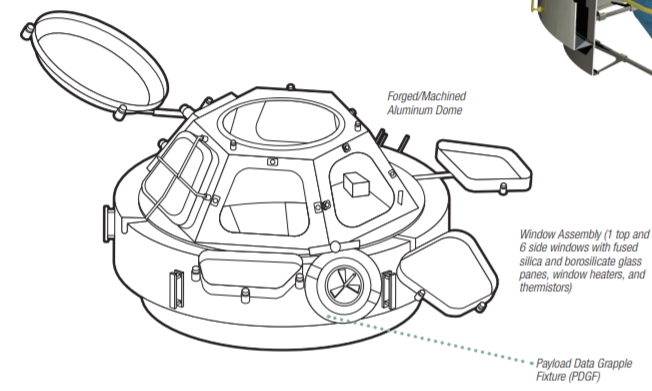 Forged/Machined
Aluminum Dome
Window Assembly (1 top and
6 side windows with fused
silica and borosilicate glass
panes, window heaters, and
thermistors)
Payload Data Grapple
Fixture (PDGF)